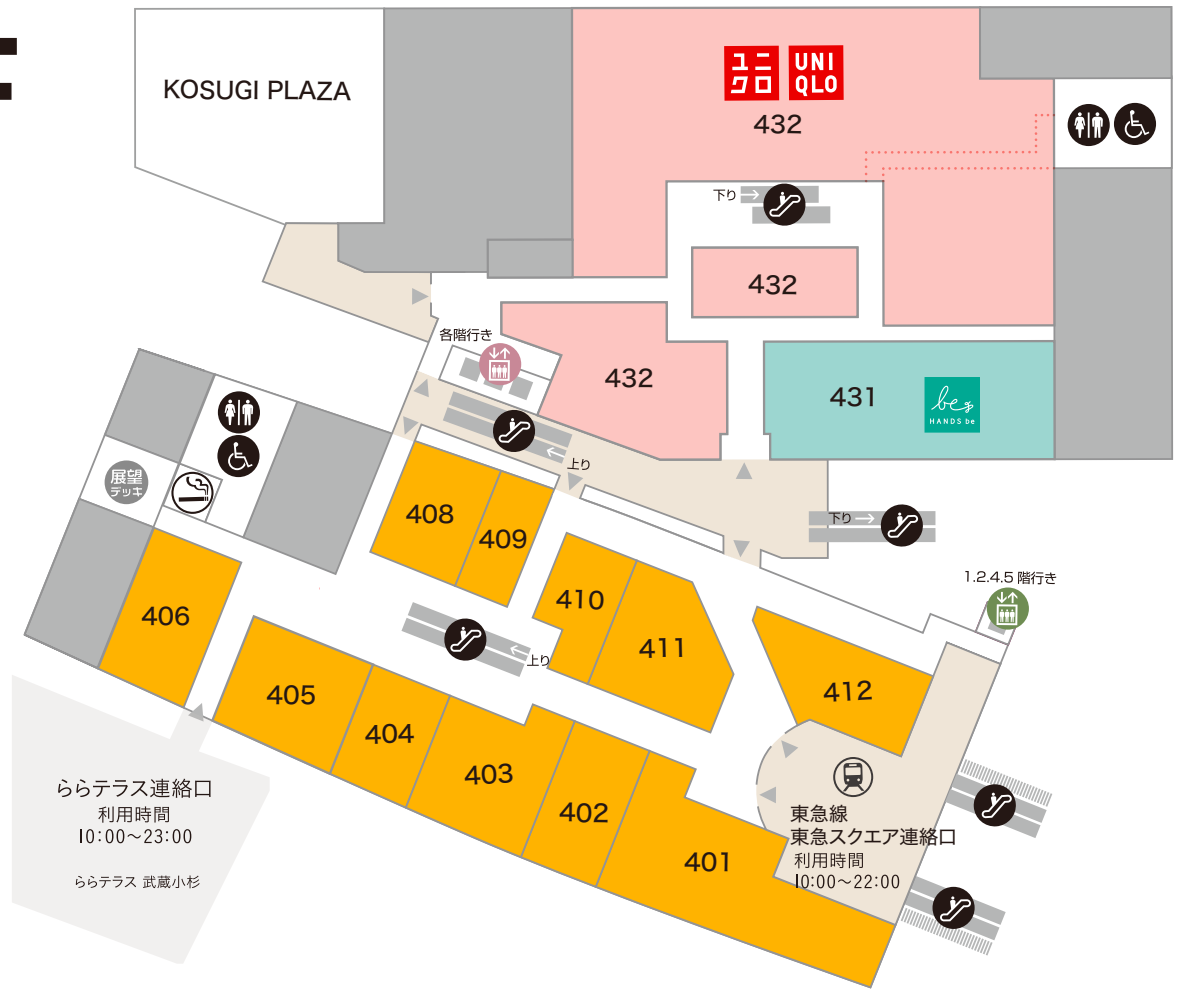 KOSUGI PLAZA
ユニ
クロ
UNI
QLO
432
下り
432
各階行き
432
431
be
HANDS be
上り
展望
デッキ
408
409
下り
410
1.2.4.5 階行き
406
411
上り
405
412
404
403
ららテラス連絡口
利用時間
10:00〜23:00
402
東急線
東急スクエア連絡口
利用時間
10:00〜22:00
401
ららテラス 武蔵小杉